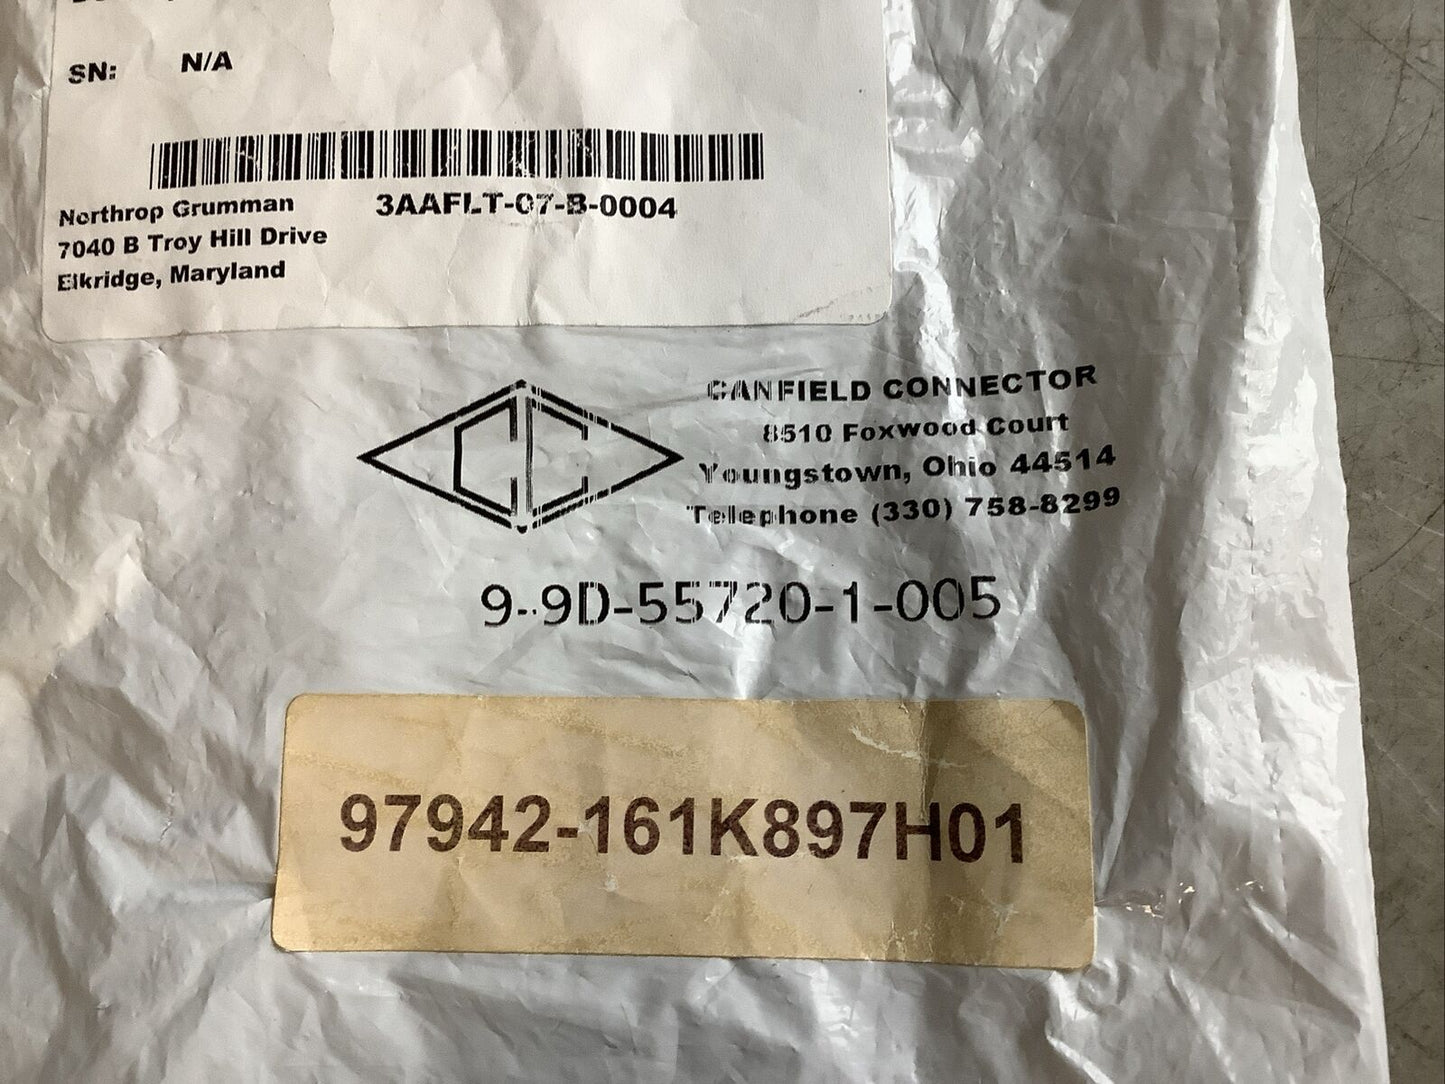 SN: N/A
Northrop Grumman 3AAFLT-07-B-0004
7040 B Troy Hill Drive
Elkridge, Maryland
CC
CANFIELD CONNECTOR
8510 Foxwood Court
Youngstown, Ohio 44514
Telephone (330) 758-8299
9-9D-55720-1-005
97942-161K897H01